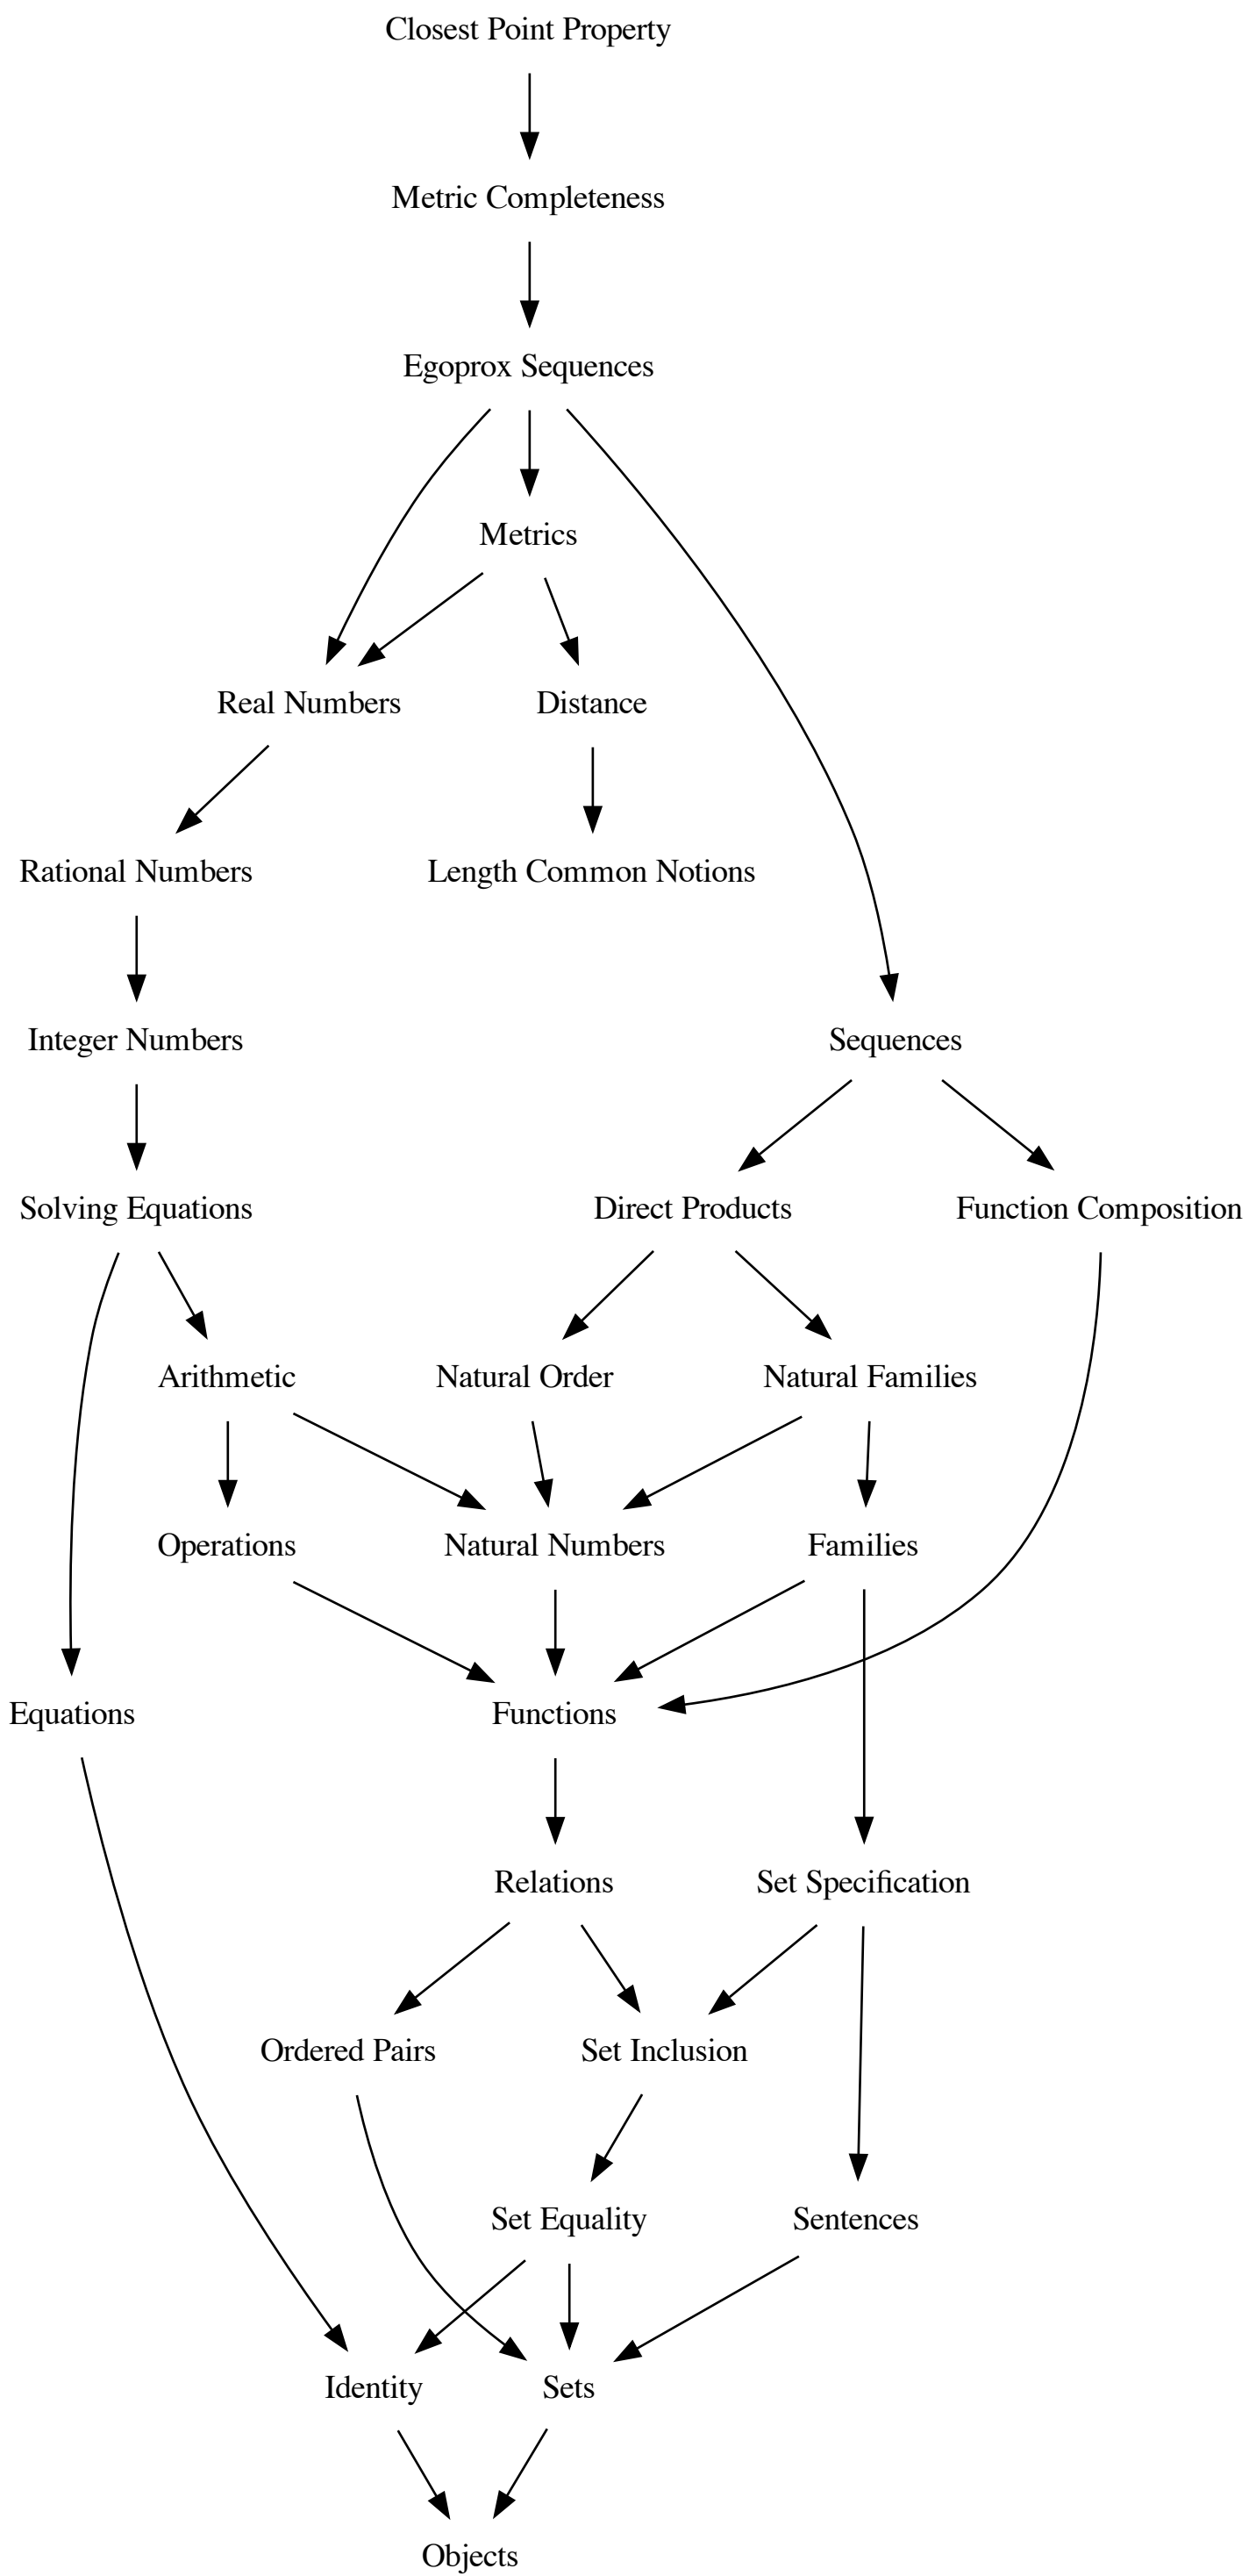 Closest Point Property
Metric Completeness
Egoprox Sequences
Metrics
Real Numbers
Distance
Rational Numbers
Length Common Notions
Integer Numbers
Sequences
Solving Equations
Direct Products
Function Composition
Arithmetic
Natural Order
Natural Families
Operations
Natural Numbers
Families
Equations
Functions
Relations
Set Specification
Ordered Pairs
Set Inclusion
Set Equality
Sentences
Identity
Sets
Objects